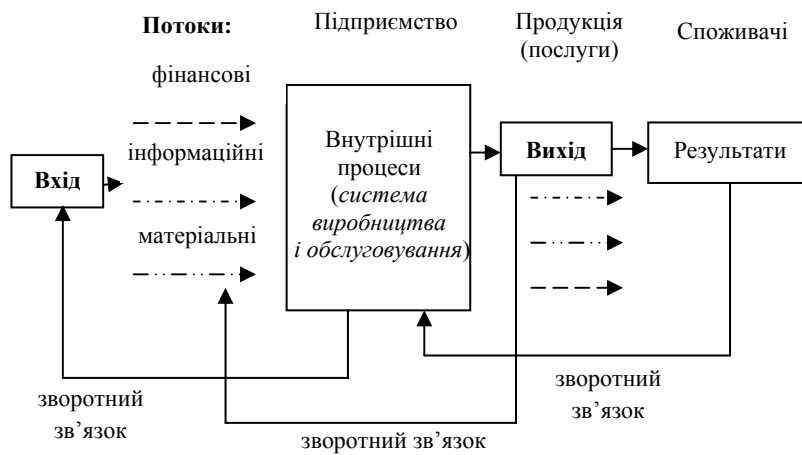 Потоки:
Підприємство
Продукція
(послуги)
Споживачі
фінансові
інформаційні
матеріальні
Вхід
Внутрішні
процеси
(система
виробництва
і обслуговування)
Вихід
Результати
зворотний
зв’язок
зворотний зв’язок
зворотний
зв’язок